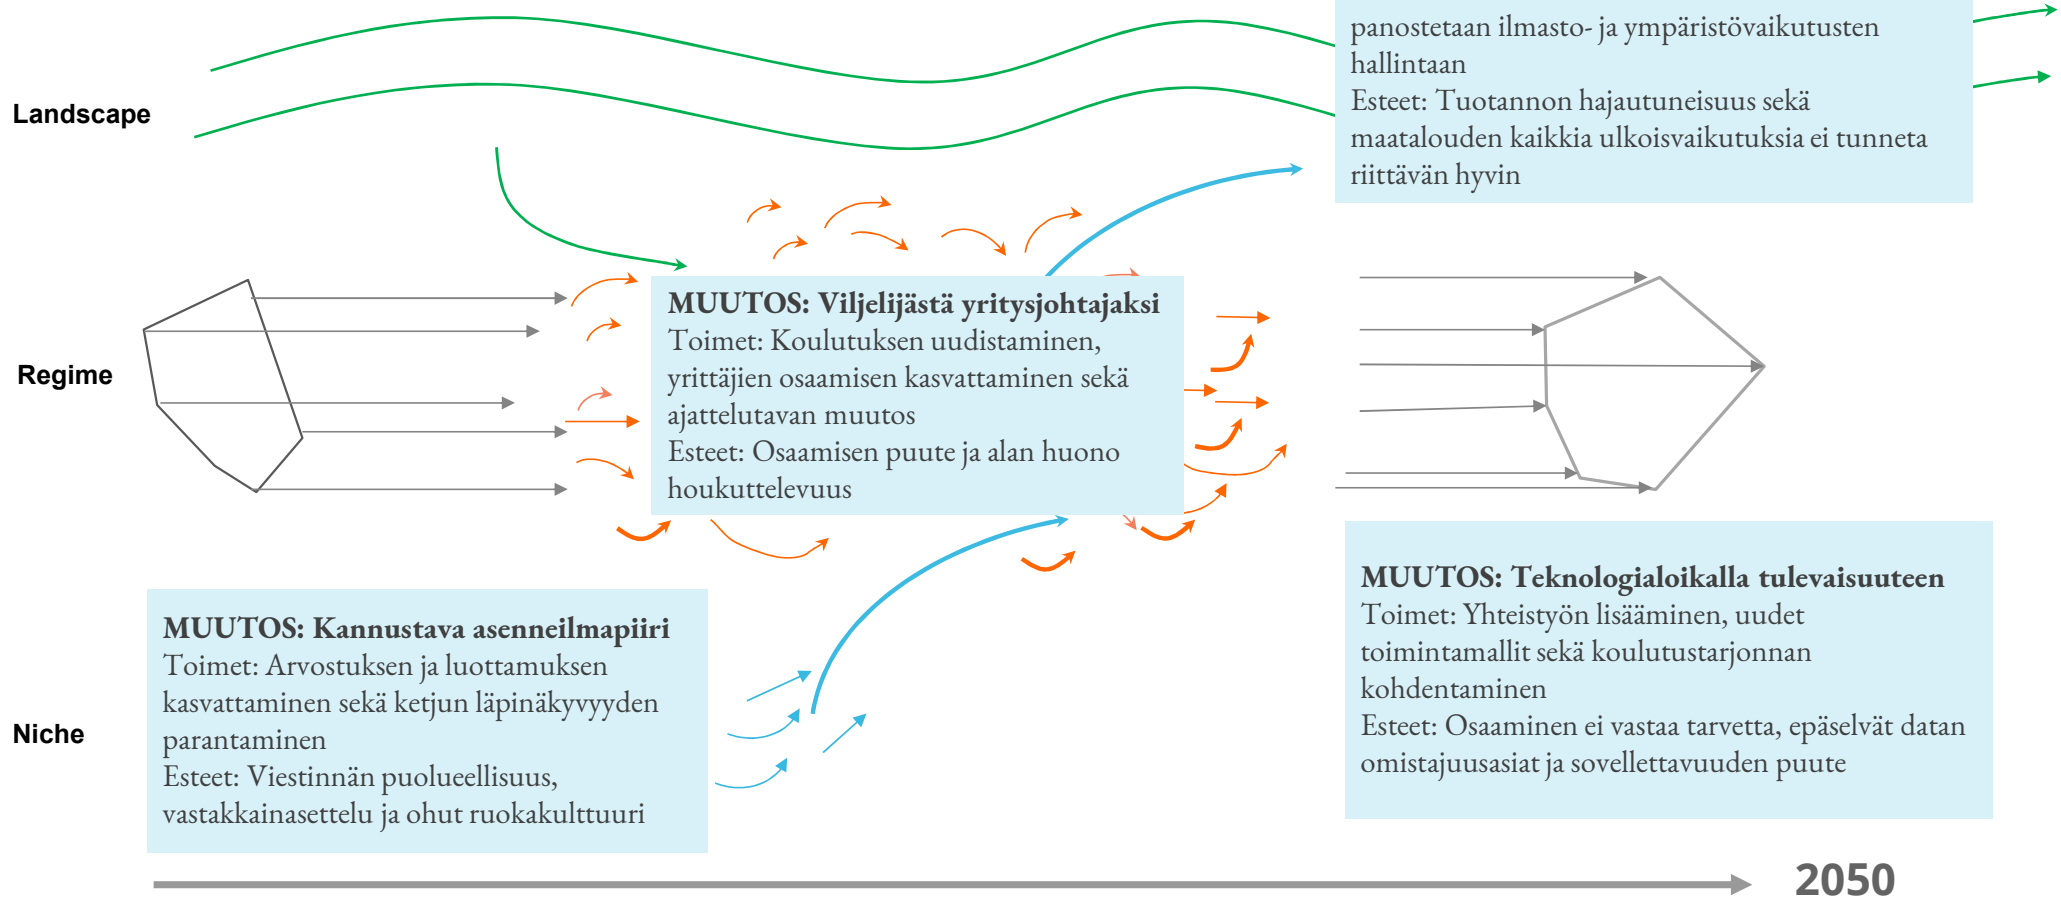 panostetaan ilmasto- ja ympäristövaikutusten
hallintaan
Esteet: Tuotannon hajautuneisuus sekä
maatalouden kaikkia ulkoisvaikutuksia ei tunneta
riittävän hyvin
Landscape
MUUTOS: Viljelijästä yritysjohtajaksi
Toimet: Koulutuksen uudistaminen,
yrittäjien osaamisen kasvattaminen sekä
ajattelutavan muutos
Esteet: Osaamisen puute ja alan huono
houkuttelevuus
Regime
MUUTOS: Kannustava asenneilmapiiri
Toimet: Arvostuksen ja luottamuksen
kasvattaminen sekä ketjun läpinäkyvyyden
parantaminen
Esteet: Viestinnän puolueellisuus,
vastakkainasettelu ja ohut ruokakulttuuri
Niche
MUUTOS: Teknologialoikalla tulevaisuuteen
Toimet: Yhteistyön lisääminen, uudet
toimintamallit sekä koulutustarjonnan
kohdentaminen
Esteet: Osaaminen ei vastaa tarvetta, epäselvät datan
omistajuusasiat ja sovellettavuuden puute
2050